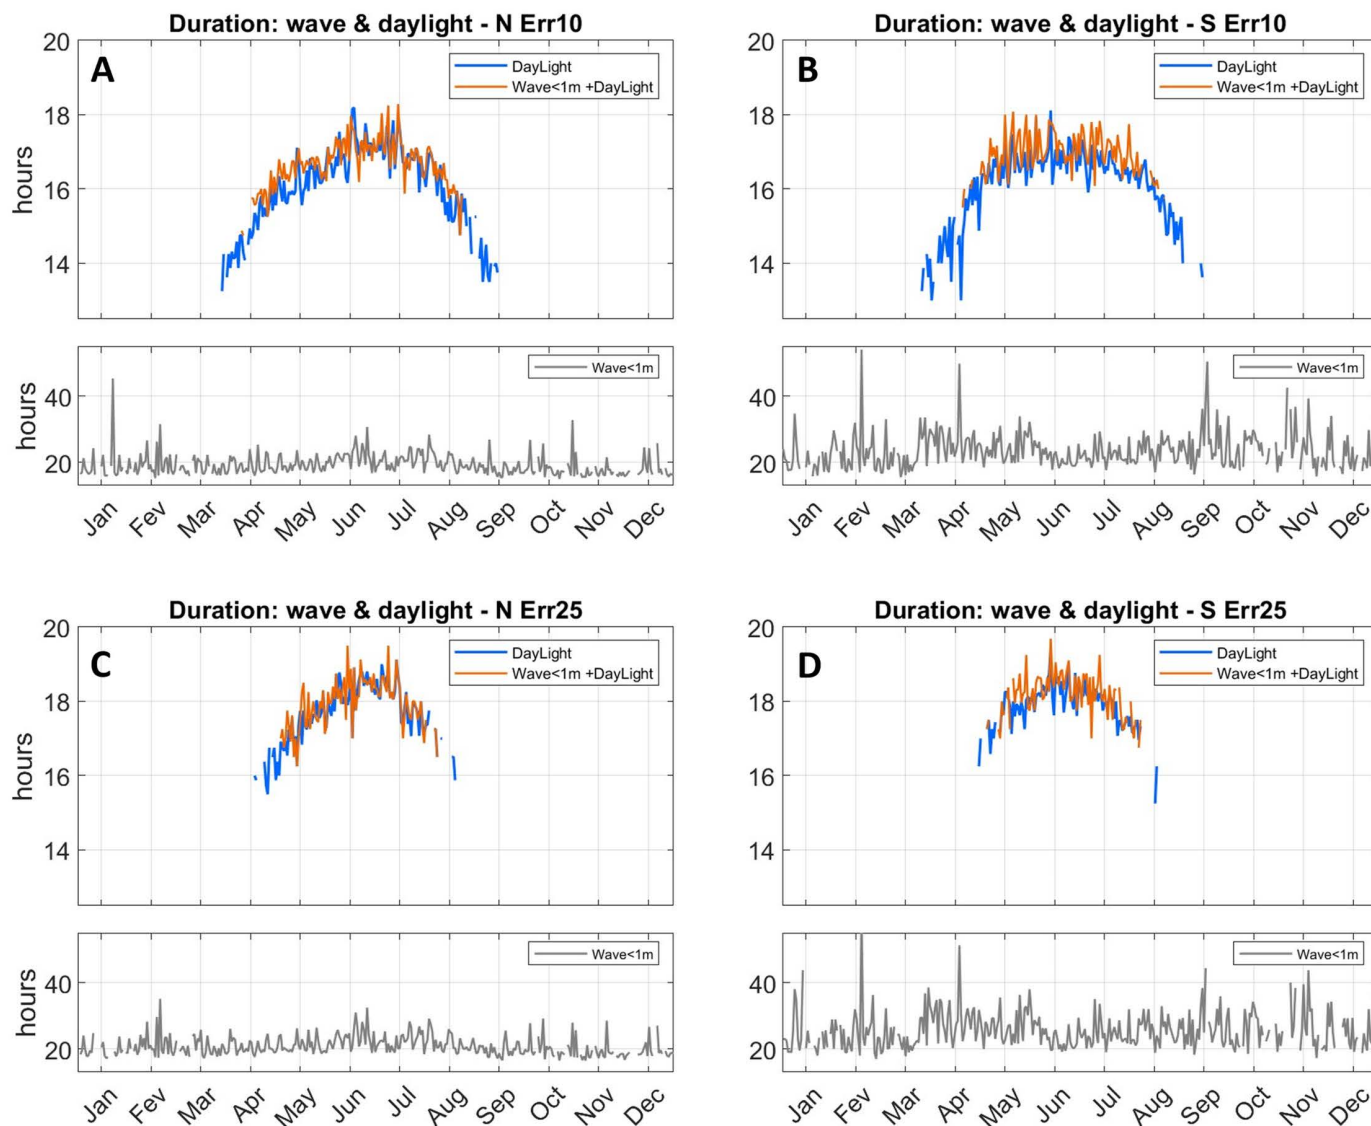 Duration: wave & daylight - N Err10
A
DayLight
Wave<1m +DayLight
hours
20
18
16
14
Wave<1m
hours
40
20
Jan Fev Mar Apr May Jun Jul Aug Sep Oct Nov Dec
Duration: wave & daylight - S Err10
B
DayLight
Wave<1m +DayLight
20
18
16
14
Wave<1m
40
20
Jan Fev Mar Apr May Jun Jul Aug Sep Oct Nov Dec
Duration: wave & daylight - N Err25
C
DayLight
Wave<1m +DayLight
hours
20
18
16
14
Wave<1m
hours
40
20
Jan Fev Mar Apr May Jun Jul Aug Sep Oct Nov Dec
Duration: wave & daylight - S Err25
D
DayLight
Wave<1m +DayLight
20
18
16
14
Wave<1m
40
20
Jan Fev Mar Apr May Jun Jul Aug Sep Oct Nov Dec